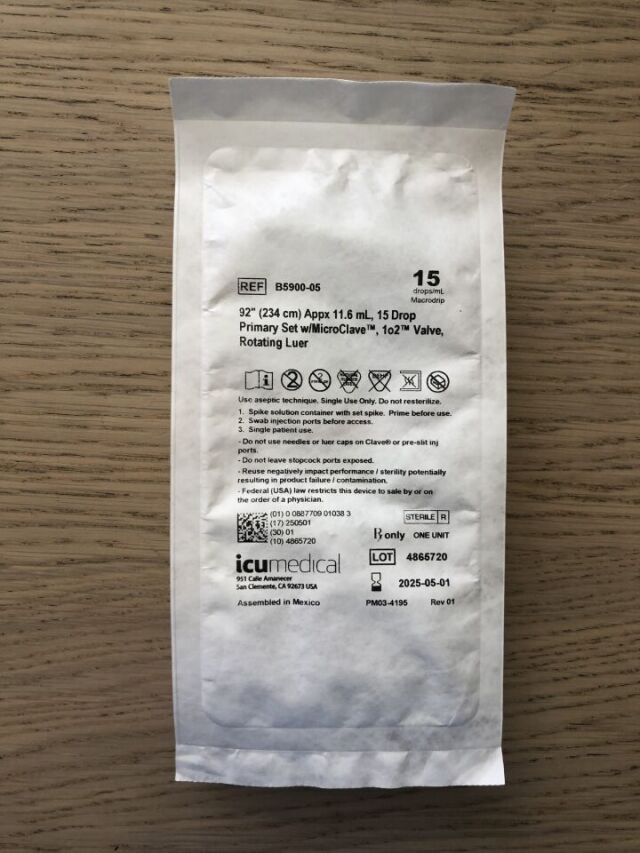 REF B5900-05
15
drops/mL
Macrodrip
92" (234 cm) Appx 11.6 mL, 15 Drop
Primary Set w/MicroClave™, 1o2™ Valve,
Rotating Luer
Use aseptic technique. Single Use Only. Do not resterilize.
1. Spike solution container with set spike. Prime before use.
2. Swab injection ports before access.
3. Single patient use.
- Do not use needles or luer caps on Clave® or pre-slit inj
ports.
- Do not leave stopcock ports exposed.
- Reuse negatively impact performance / sterility potentially
resulting in product failure / contamination.
- Federal (USA) law restricts this device to sale by or on
the order of a physician.
(01) 0 0887709 01038 3
(17) 250501
(30) 01
(10) 4865720
STERILE R
℞ only ONE UNIT
icumedical
951 Calle Amanecer
San Clemente, CA 92673 USA
LOT 4865720
2025-05-01
Assembled in Mexico
PM03-4195 Rev 01